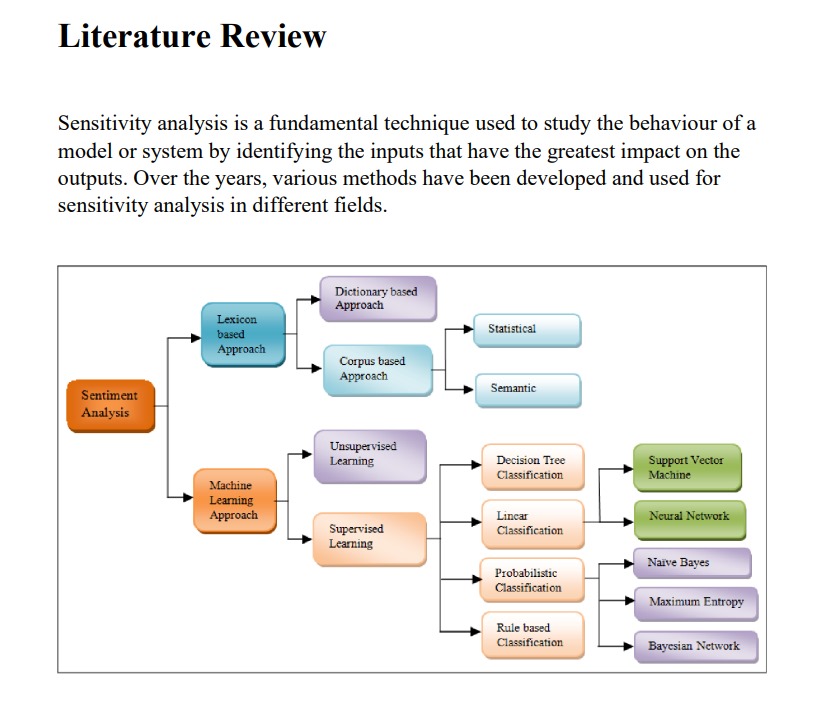 Literature Review
Sensitivity analysis is a fundamental technique used to study the behaviour of a
model or system by identifying the inputs that have the greatest impact on the
outputs. Over the years, various methods have been developed and used for
sensitivity analysis in different fields.
Sentiment
Analysis
Lexicon
based
Approach
Dictionary based
Approach
Corpus based
Approach
Statistical
Semantic
Machine
Learning
Approach
Unsupervised
Learning
Supervised
Learning
Decision Tree
Classification
Linear
Classification
Probabilistic
Classification
Rule based
Classification
Support Vector
Machine
Neural Network
Naïve Bayes
Maximum Entropy
Bayesian Network